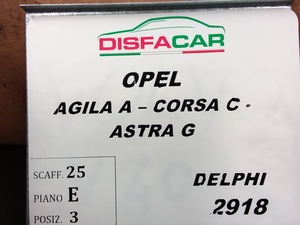 DISFACAR
OPEL
AGILA A – CORSA C -
ASTRA G
SCAFF. 25
PIANO E
POSIZ. 3
DELPHI
2918